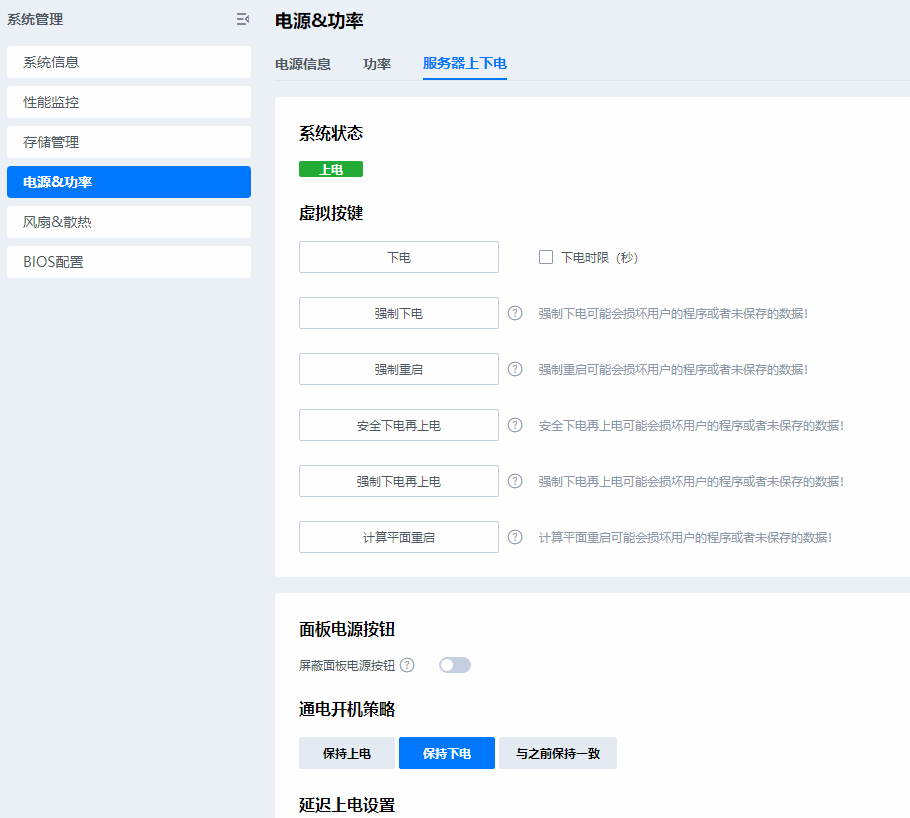 系统管理
系统信息
性能监控
存储管理
电源&功率
风扇&散热
BIOS配置
电源&功率
电源信息 功率 服务器上下电
系统状态
上电
虚拟按键
下电 下电时限（秒）
强制下电 ? 强制下电可能会损坏用户的程序或者未保存的数据!
强制重启 ? 强制重启可能会损坏用户的程序或者未保存的数据!
安全下电再上电 ? 安全下电再上电可能会损坏用户的程序或者未保存的数据!
强制下电再上电 ? 强制下电再上电可能会损坏用户的程序或者未保存的数据!
计算平面重启 ? 计算平面重启可能会损坏用户的程序或者未保存的数据!
面板电源按钮
屏蔽面板电源按钮 ?
通电开机策略
保持上电 保持下电 与之前保持一致
延迟上电设置